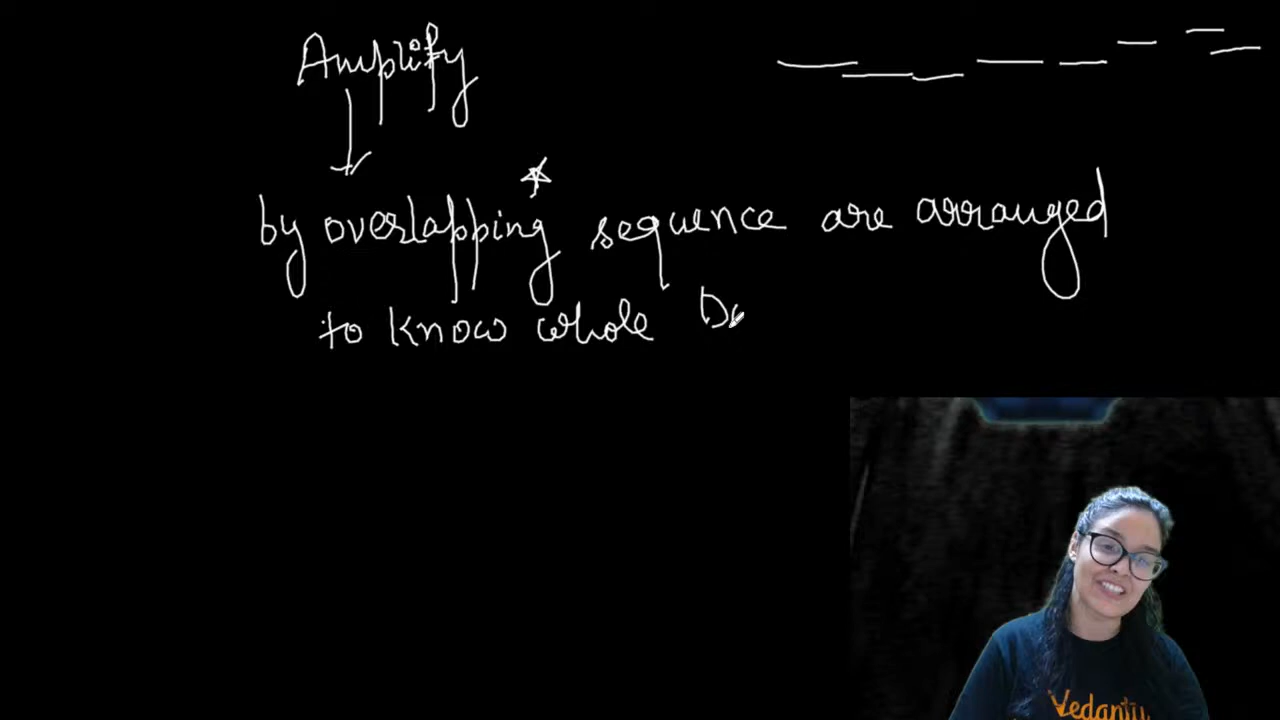 Amplify
by overlapping sequence are arranged
to know whole
Vedantu